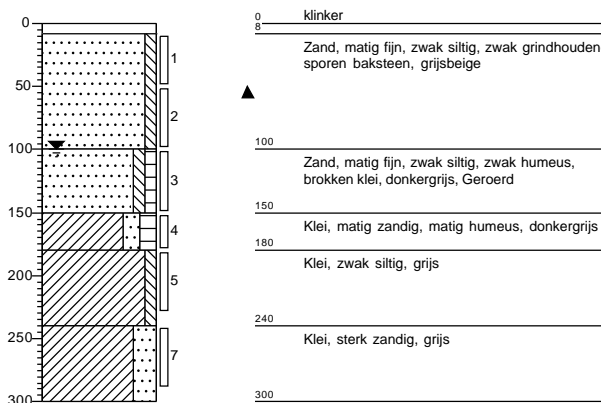 0
50
100
150
200
250
300
1
2
3
4
5
7
0
klinker
8
Zand, matig fijn, zwak siltig, zwak grindhouden
sporen baksteen, grijsbeige
100
Zand, matig fijn, zwak siltig, zwak humeus,
brokken klei, donkergrijs, Geroerd
150
Klei, matig zandig, matig humeus, donkergrijs
180
Klei, zwak siltig, grijs
240
Klei, sterk zandig, grijs
300